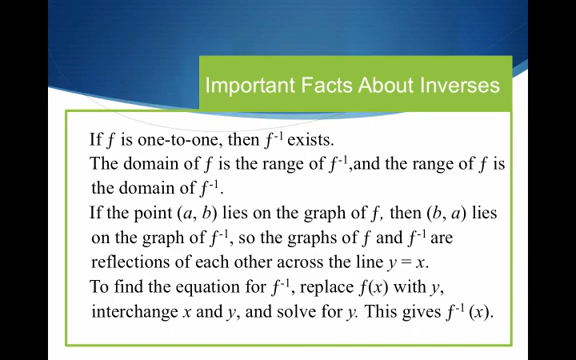 Important Facts About Inverses
If f is one-to-one, then f⁻¹ exists.
The domain of f is the range of f⁻¹,and the range of f is
the domain of f⁻¹.
If the point (a, b) lies on the graph of f, then (b, a) lies
on the graph of f⁻¹, so the graphs of f and f⁻¹ are
reflections of each other across the line y = x.
To find the equation for f⁻¹, replace f(x) with y,
interchange x and y, and solve for y. This gives f⁻¹ (x).